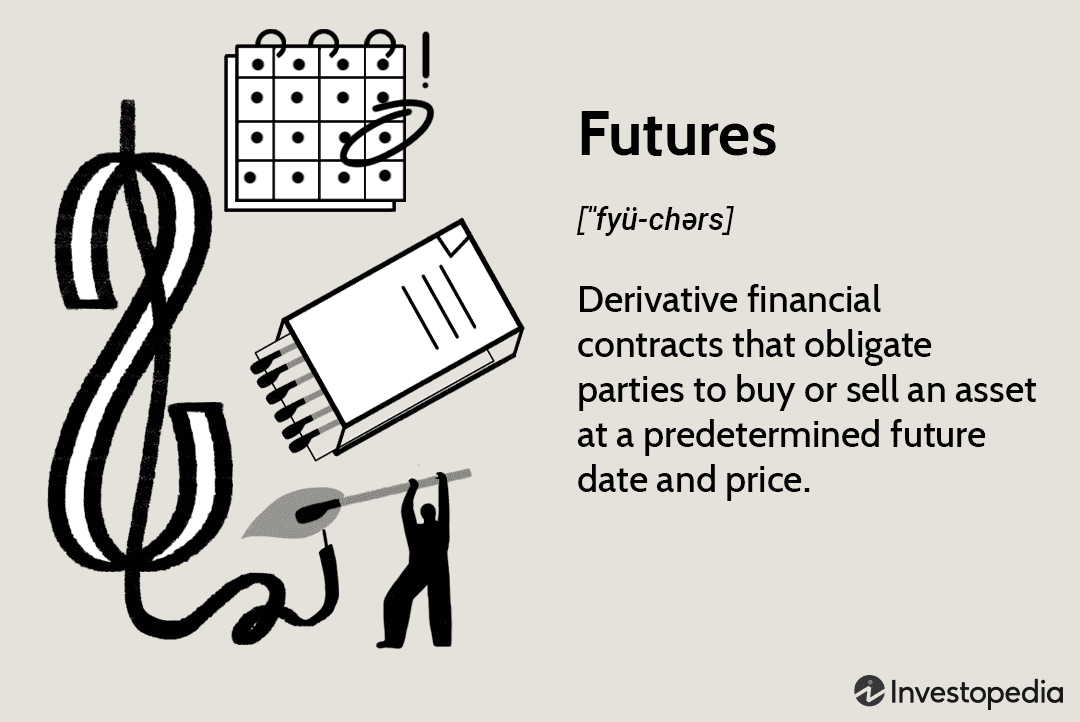 Futures
[ˈˈfyü-chərs]
Derivative financial
contracts that obligate
parties to buy or sell an asset
at a predetermined future
date and price.
Investopedia